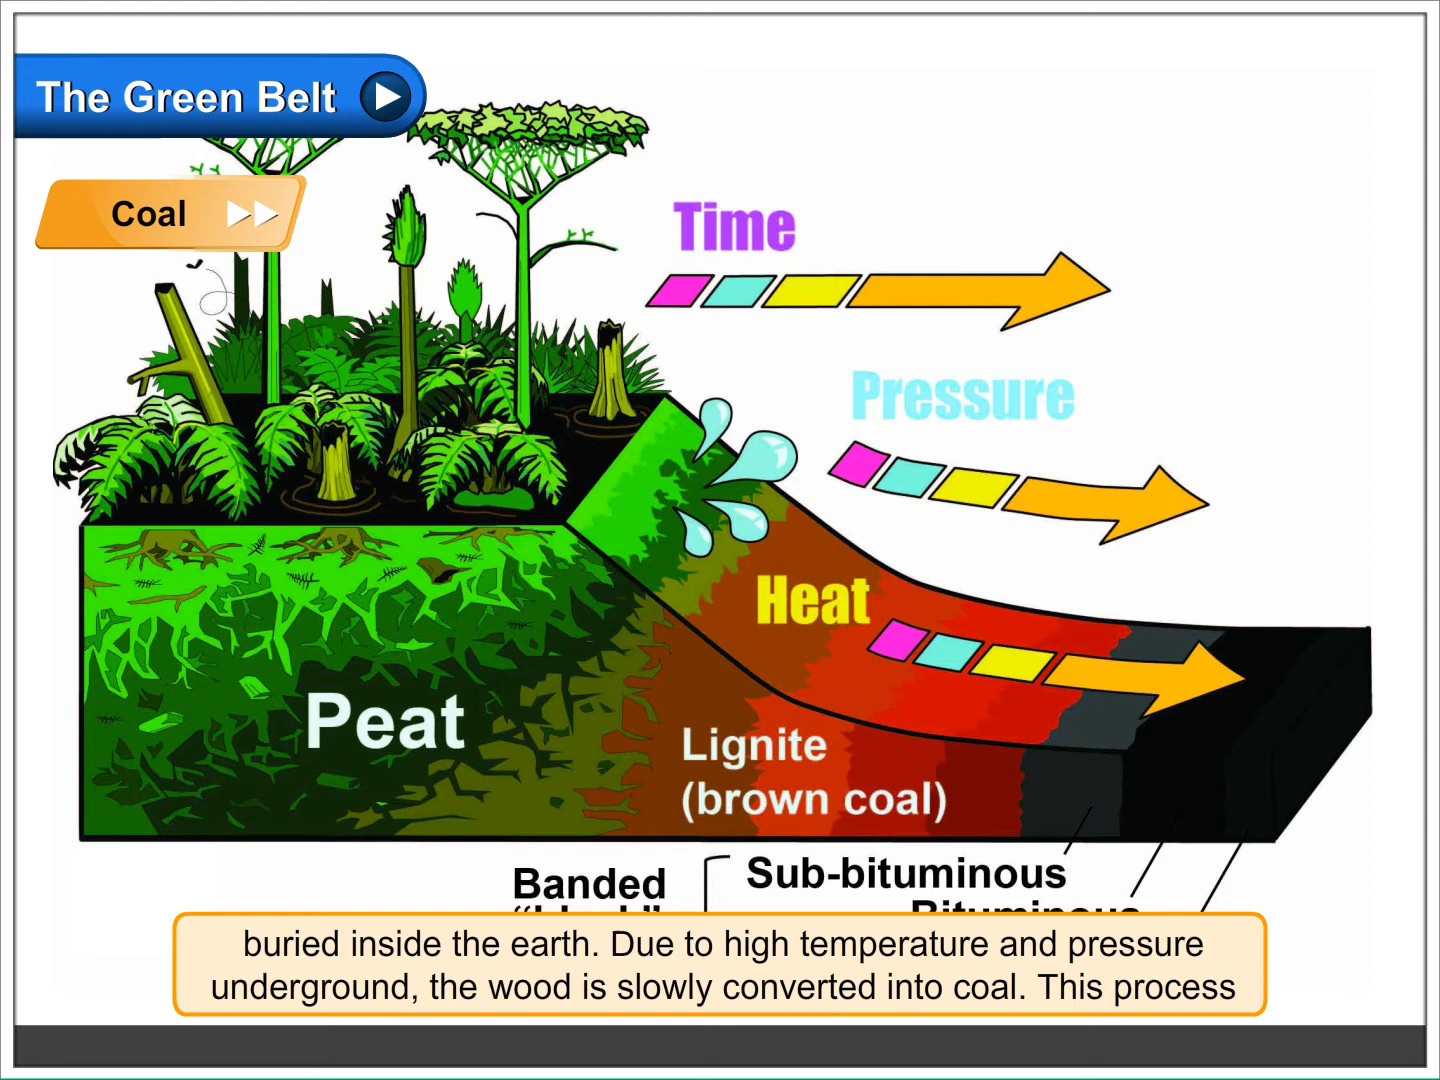 The Green Belt
Coal
Time
Pressure
Heat
Peat
Lignite
(brown coal)
Sub-bituminous
Banded
Bituminous
buried inside the earth. Due to high temperature and pressure
underground, the wood is slowly converted into coal. This process